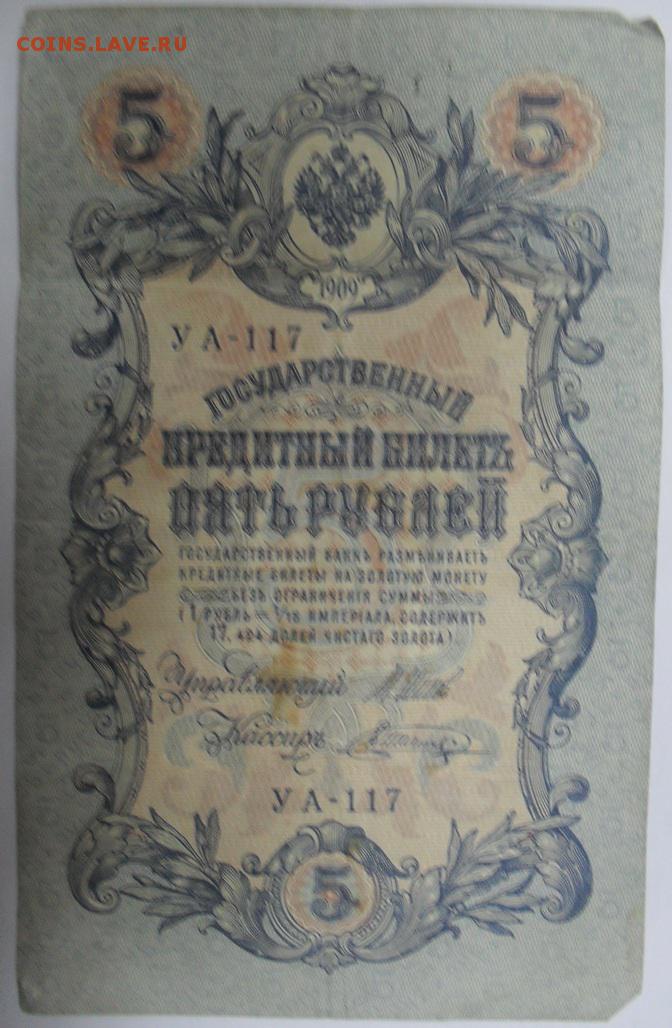 COINS.LAVE.RU
5 5
1909
УА-117
ГОСУДАРСТВЕННЫЙ
КРЕДИТНЫЙ БИЛЕТЪ
ПЯТЬ РУБЛЕЙ
ГОСУДАРСТВЕННЫЙ БАНКЪ РАЗМѢНИВАЕТЪ
КРЕДИТНЫЕ БИЛЕТЫ НА ЗОЛОТУЮ МОНЕТУ
БЕЗЪ ОГРАНИЧЕНІЯ СУММЫ
(1 РУБЛЬ = 1/15 ИМПЕРІАЛА, СОДЕРЖИТЪ
17,424 ДОЛЕЙ ЧИСТАГО ЗОЛОТА).
Управляющій
Кассиръ
УА-117
5